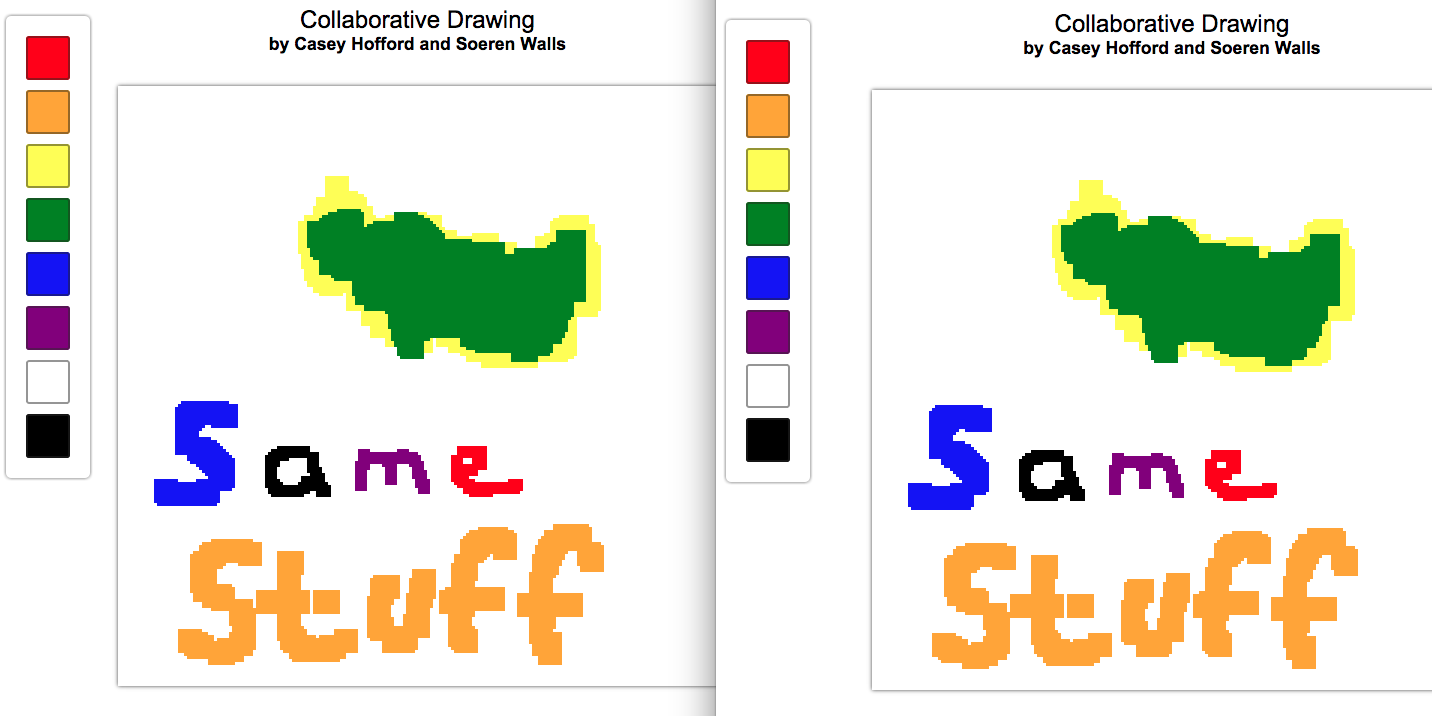 Collaborative Drawing
by Casey Hofford and Soeren Walls
Same
Stuff
Collaborative Drawing
by Casey Hofford and Soeren Walls
Same
Stuff